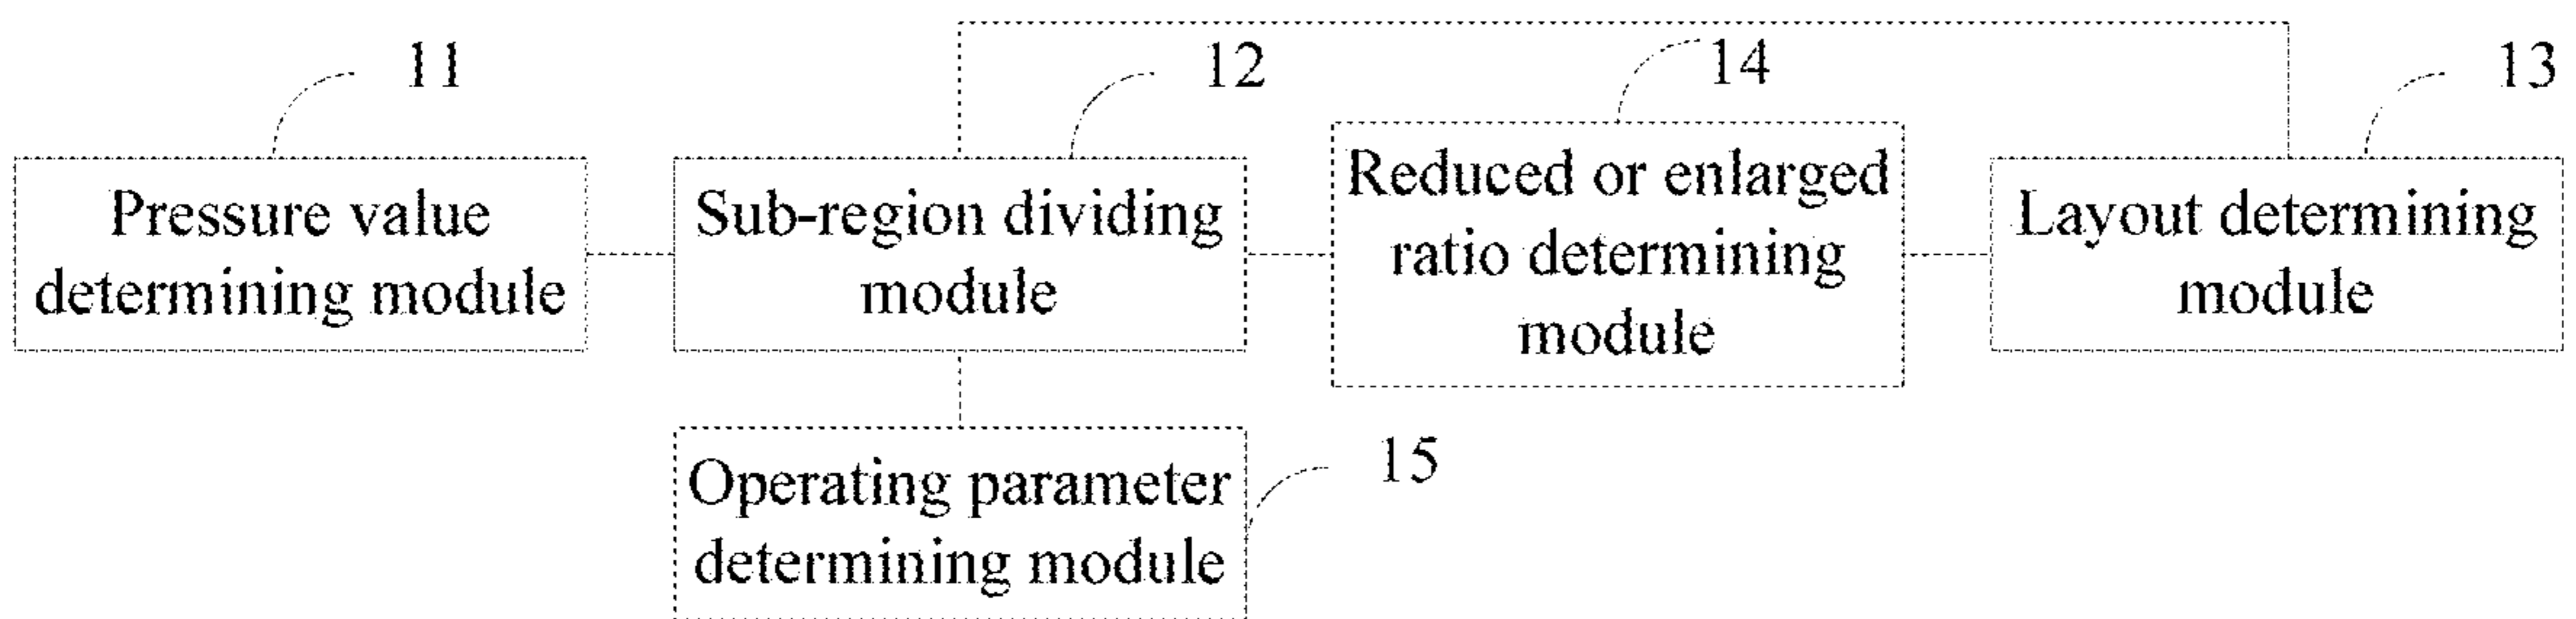 11
12
14
13
Pressure value
determining module
Sub-region dividing
module
Reduced or enlarged
ratio determining
module
Layout determining
module
Operating parameter
determining module
15